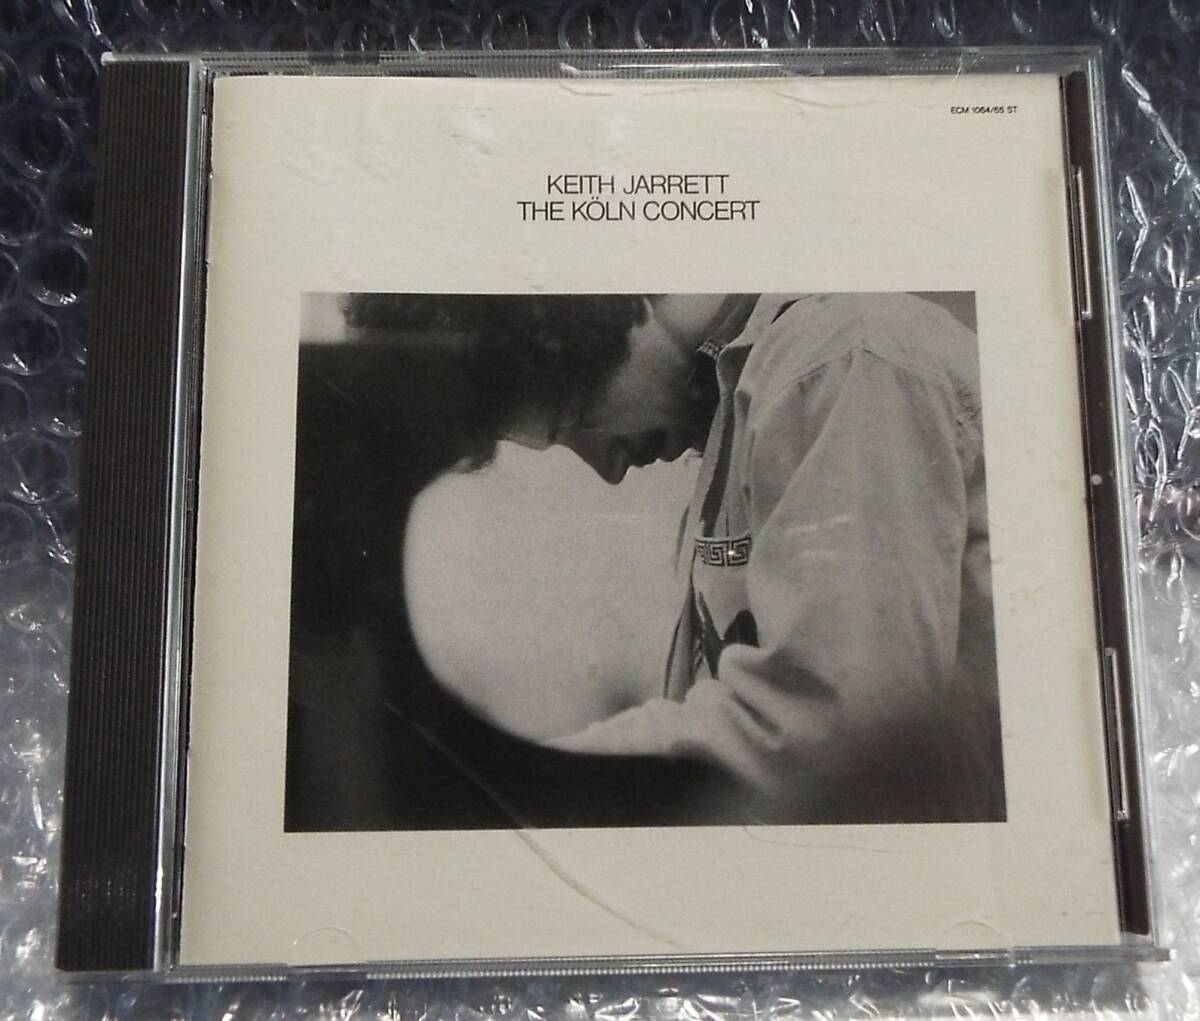 ECM 1064/65 ST
KEITH JARRETT
THE KÖLN CONCERT